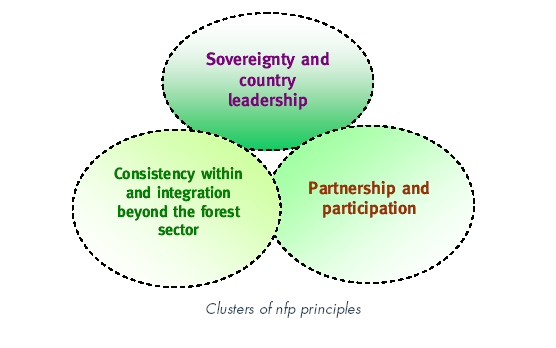 Sovereignty and
country
leadership
Consistency within
and integration
beyond the forest
sector
Partnership and
participation
Clusters of nfp principles